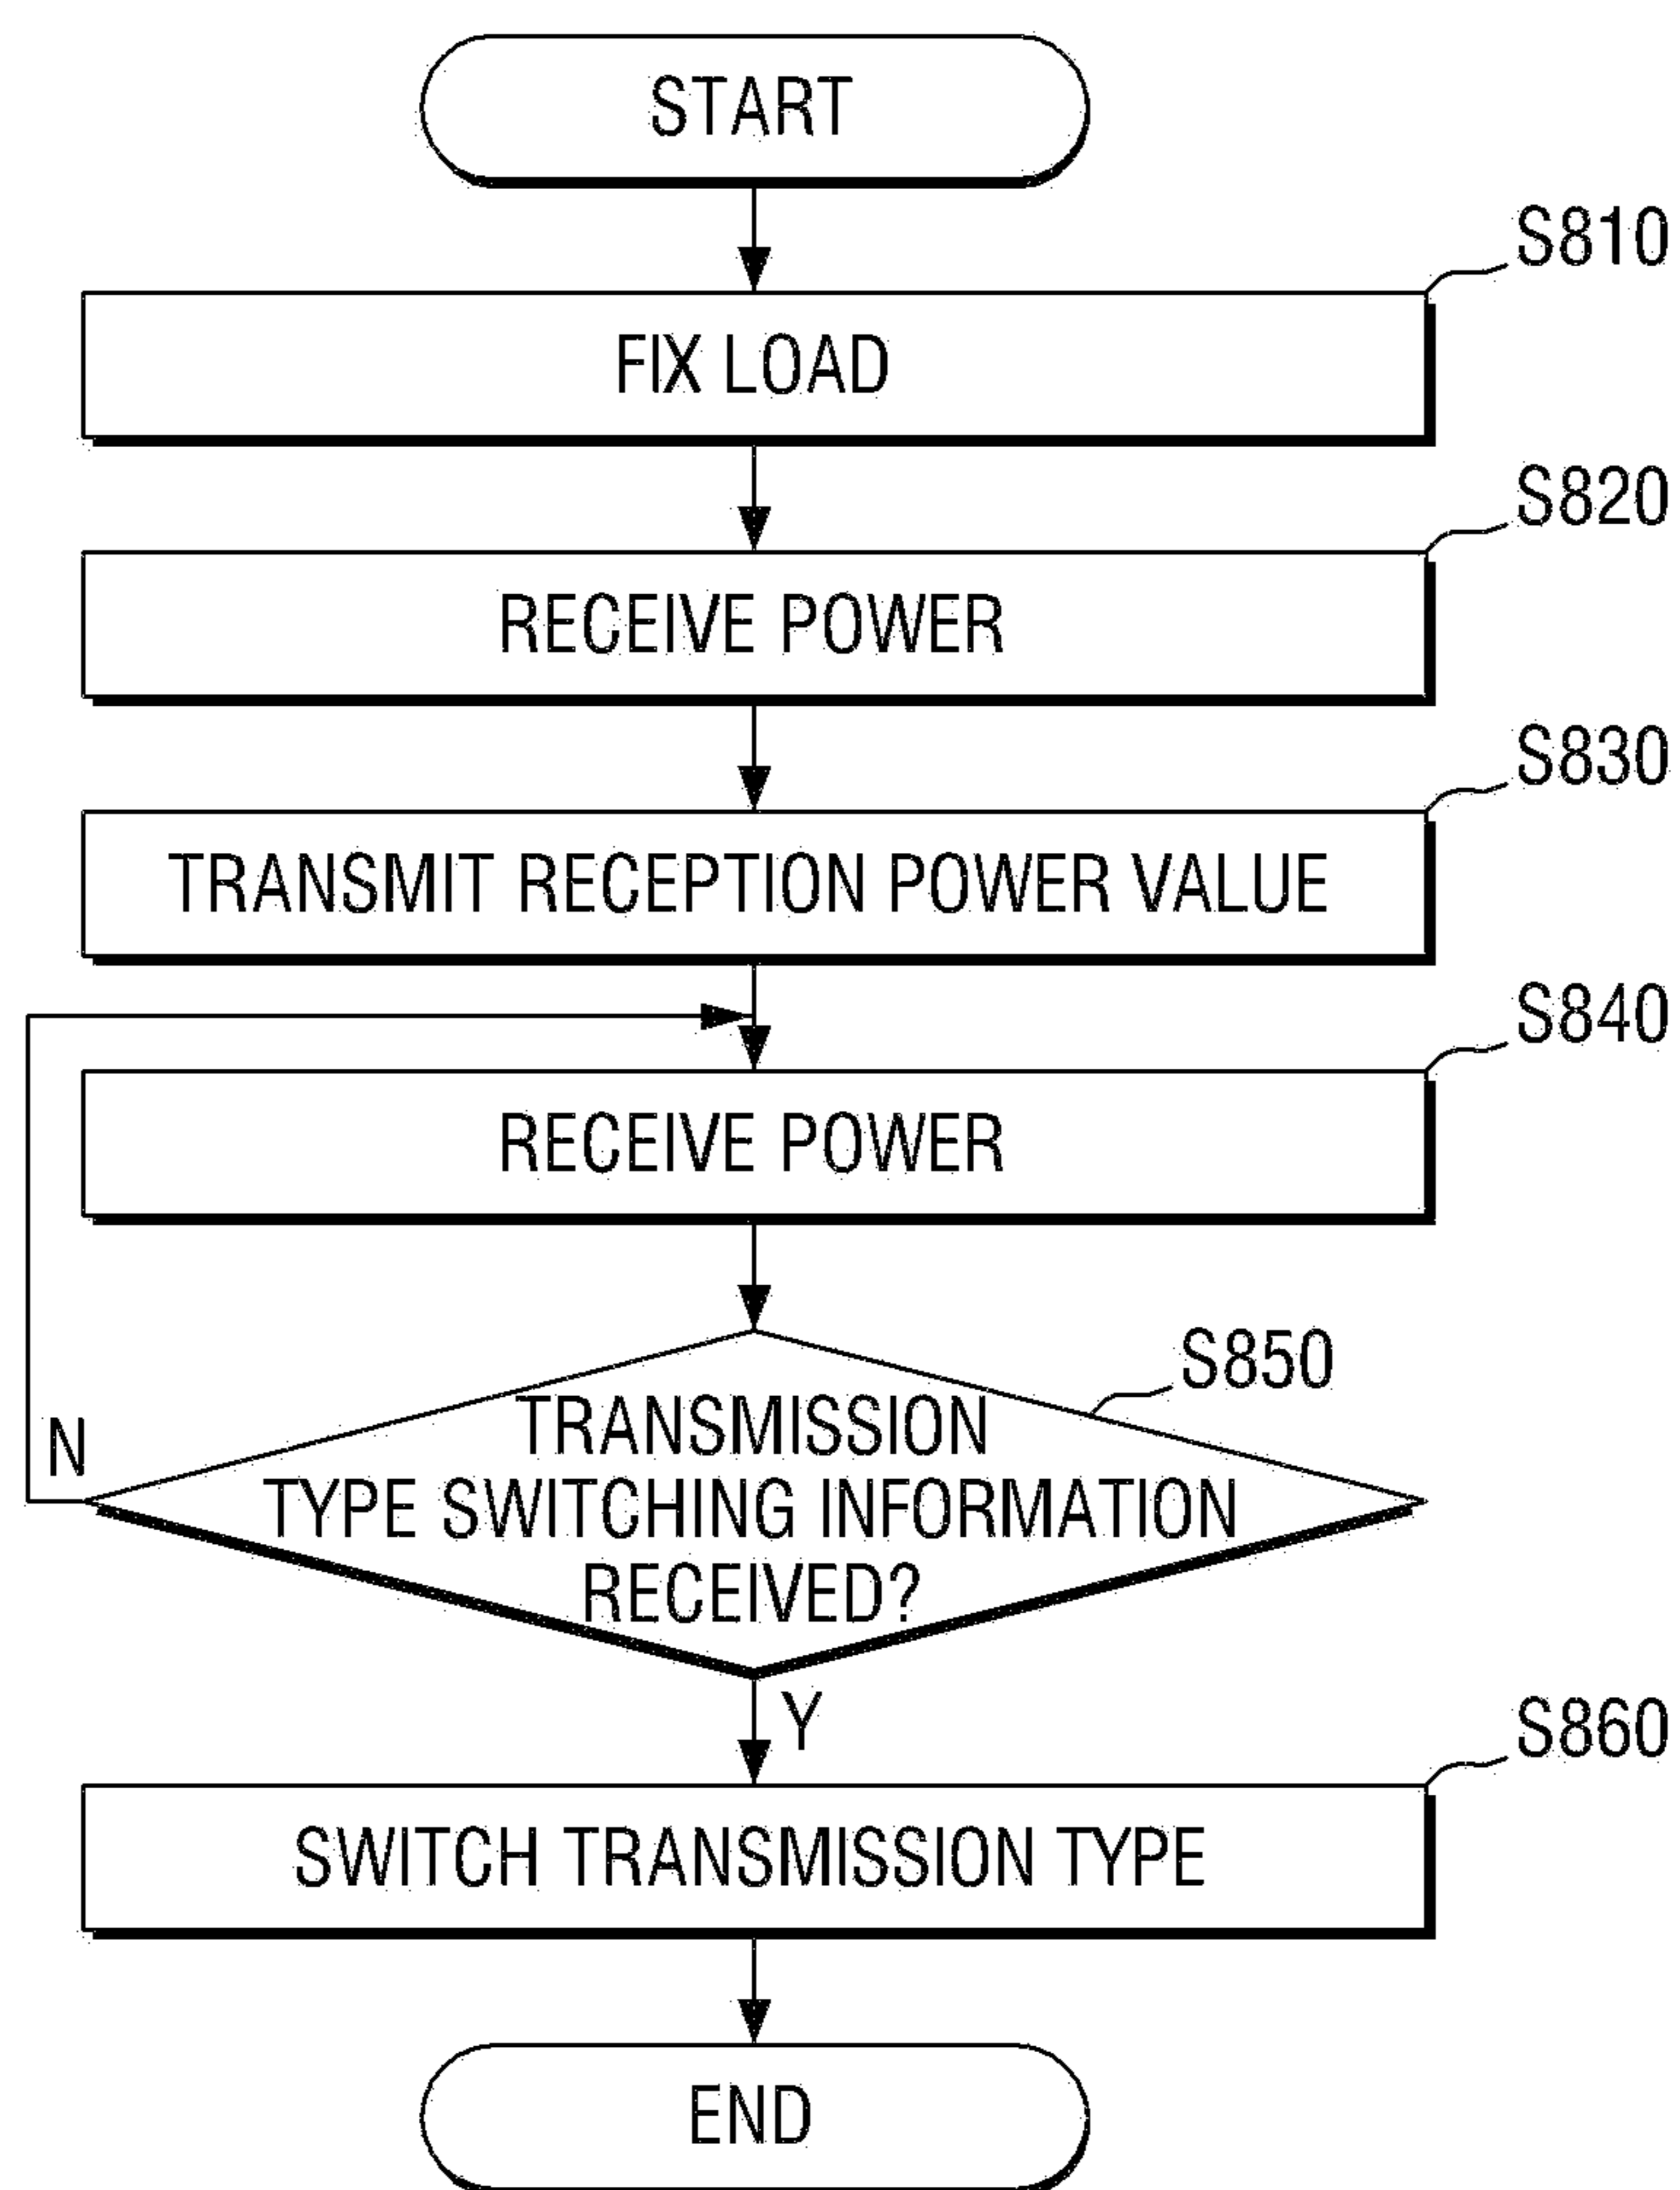 START
S810
FIX LOAD
S820
RECEIVE POWER
S830
TRANSMIT RECEPTION POWER VALUE
S840
RECEIVE POWER
S850
TRANSMISSION
TYPE SWITCHING INFORMATION
RECEIVED?
N
Y
S860
SWITCH TRANSMISSION TYPE
END